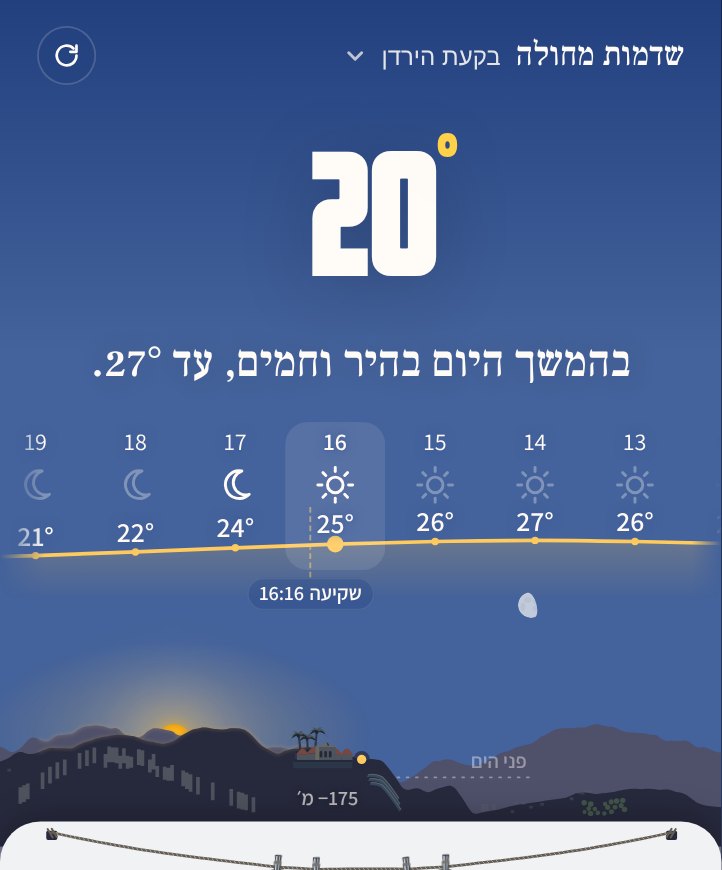 שדמות מחולה בקעת הירדן
20°
בהמשך היום בהיר וחמים, עד 27°.
13 14 15 16 17 18 19
26° 27° 26° 25° 24° 22° 21°
שקיעה 16:16
פני הים
−175 מ׳